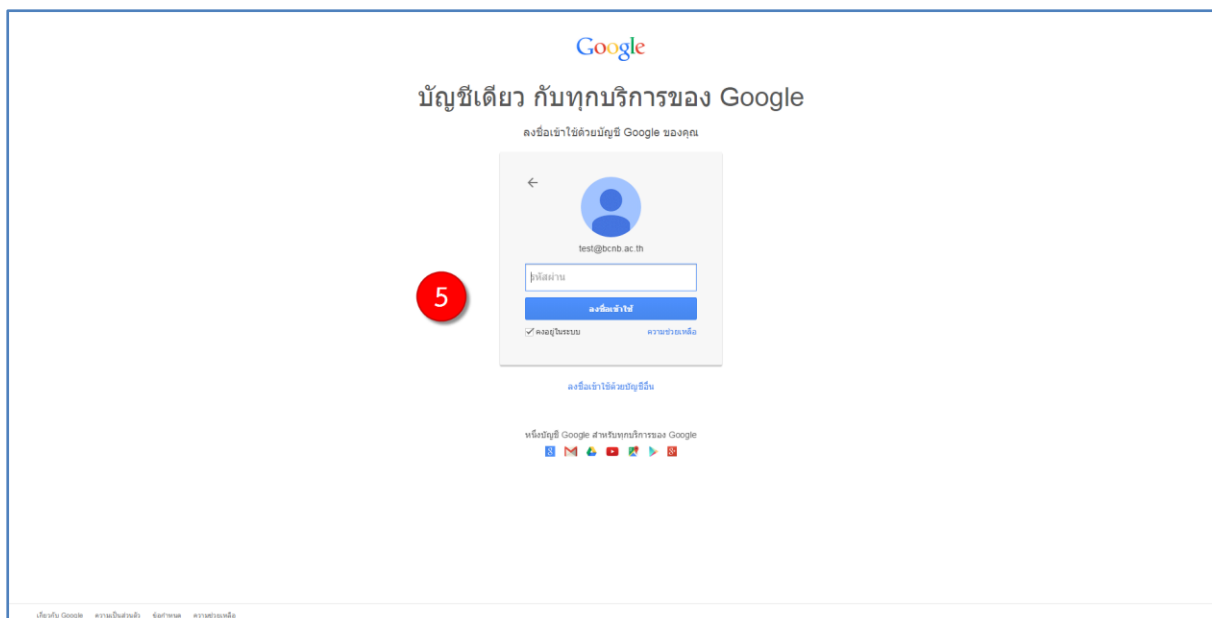 Google
บัญชีเดียว กับทุกบริการของ Google
ลงชื่อเข้าใช้ด้วยบัญชี Google ของคุณ
test@bcnb.ac.th
รหัสผ่าน
5
ลงชื่อเข้าใช้
คงอยู่ในระบบ ความช่วยเหลือ
ลงชื่อเข้าใช้ด้วยบัญชีอื่น
หนึ่งบัญชี Google สำหรับทุกบริการของ Google
เกี่ยวกับ Google ความเป็นส่วนตัว ข้อกำหนด ความช่วยเหลือ